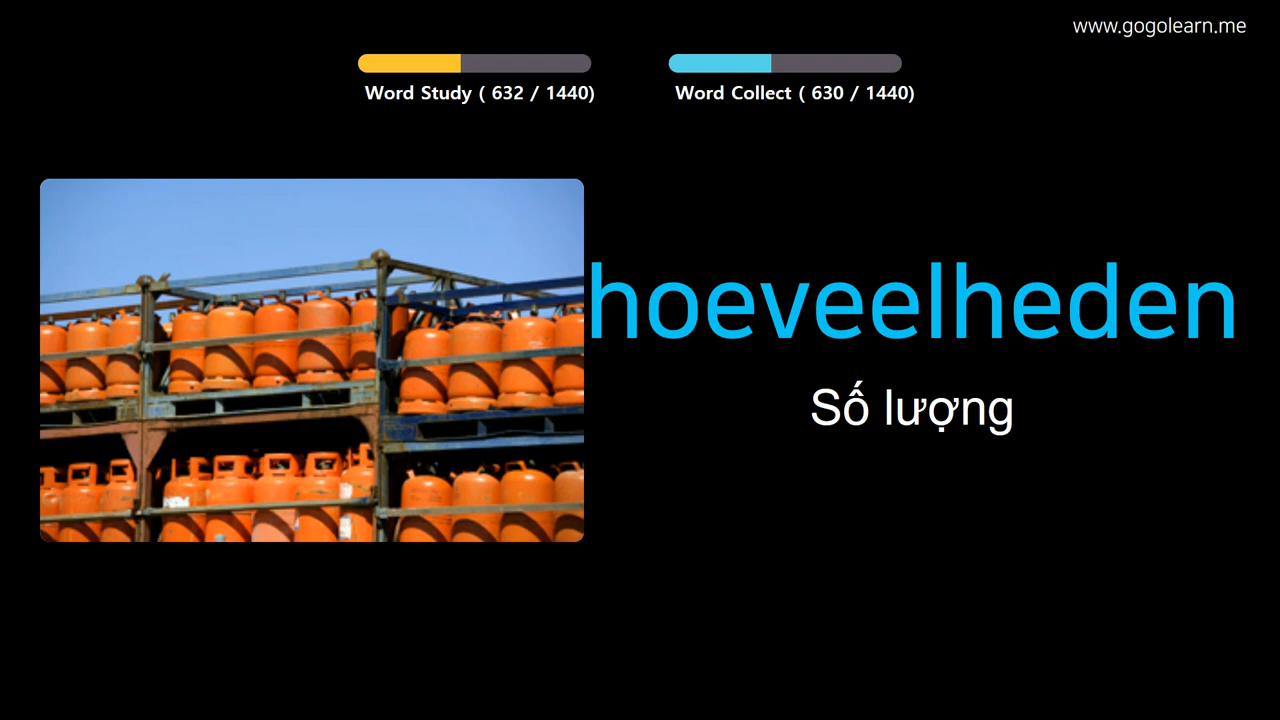 www.gogolearn.me
Word Study ( 632 / 1440)
Word Collect ( 630 / 1440)
hoeveelheden
Số lượng